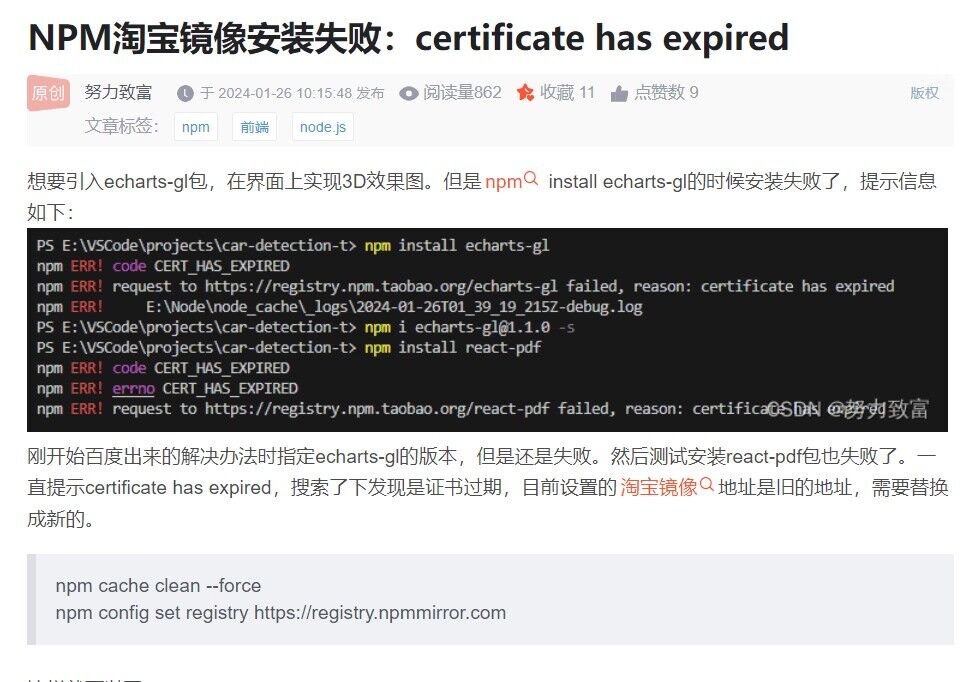 NPM淘宝镜像安装失败：certificate has expired
原创 努力致富 于 2024-01-26 10:15:48 发布 阅读量862 收藏 11 点赞数 9 版权
文章标签： npm 前端 node.js
想要引入echarts-gl包，在界面上实现3D效果图。但是 npm install echarts-gl的时候安装失败了，提示信息
如下：
PS E:\VSCode\projects\car-detection-t> npm install echarts-gl
npm ERR! code CERT_HAS_EXPIRED
npm ERR! request to https://registry.npm.taobao.org/echarts-gl failed, reason: certificate has expired
npm ERR!     E:\Node\node_cache\_logs\2024-01-26T01_39_19_215Z-debug.log
PS E:\VSCode\projects\car-detection-t> npm i echarts-gl@1.1.0 -s
PS E:\VSCode\projects\car-detection-t> npm install react-pdf
npm ERR! code CERT_HAS_EXPIRED
npm ERR! errno CERT_HAS_EXPIRED
npm ERR! request to https://registry.npm.taobao.org/react-pdf failed, reason: certificate has expired
CSDN @努力致富
刚开始百度出来的解决办法时指定echarts-gl的版本，但是还是失败。然后测试安装react-pdf包也失败了。一
直提示certificate has expired，搜索了下发现是证书过期，目前设置的 淘宝镜像 地址是旧的地址，需要替换
成新的。
npm cache clean --force
npm config set registry https://registry.npmmirror.com